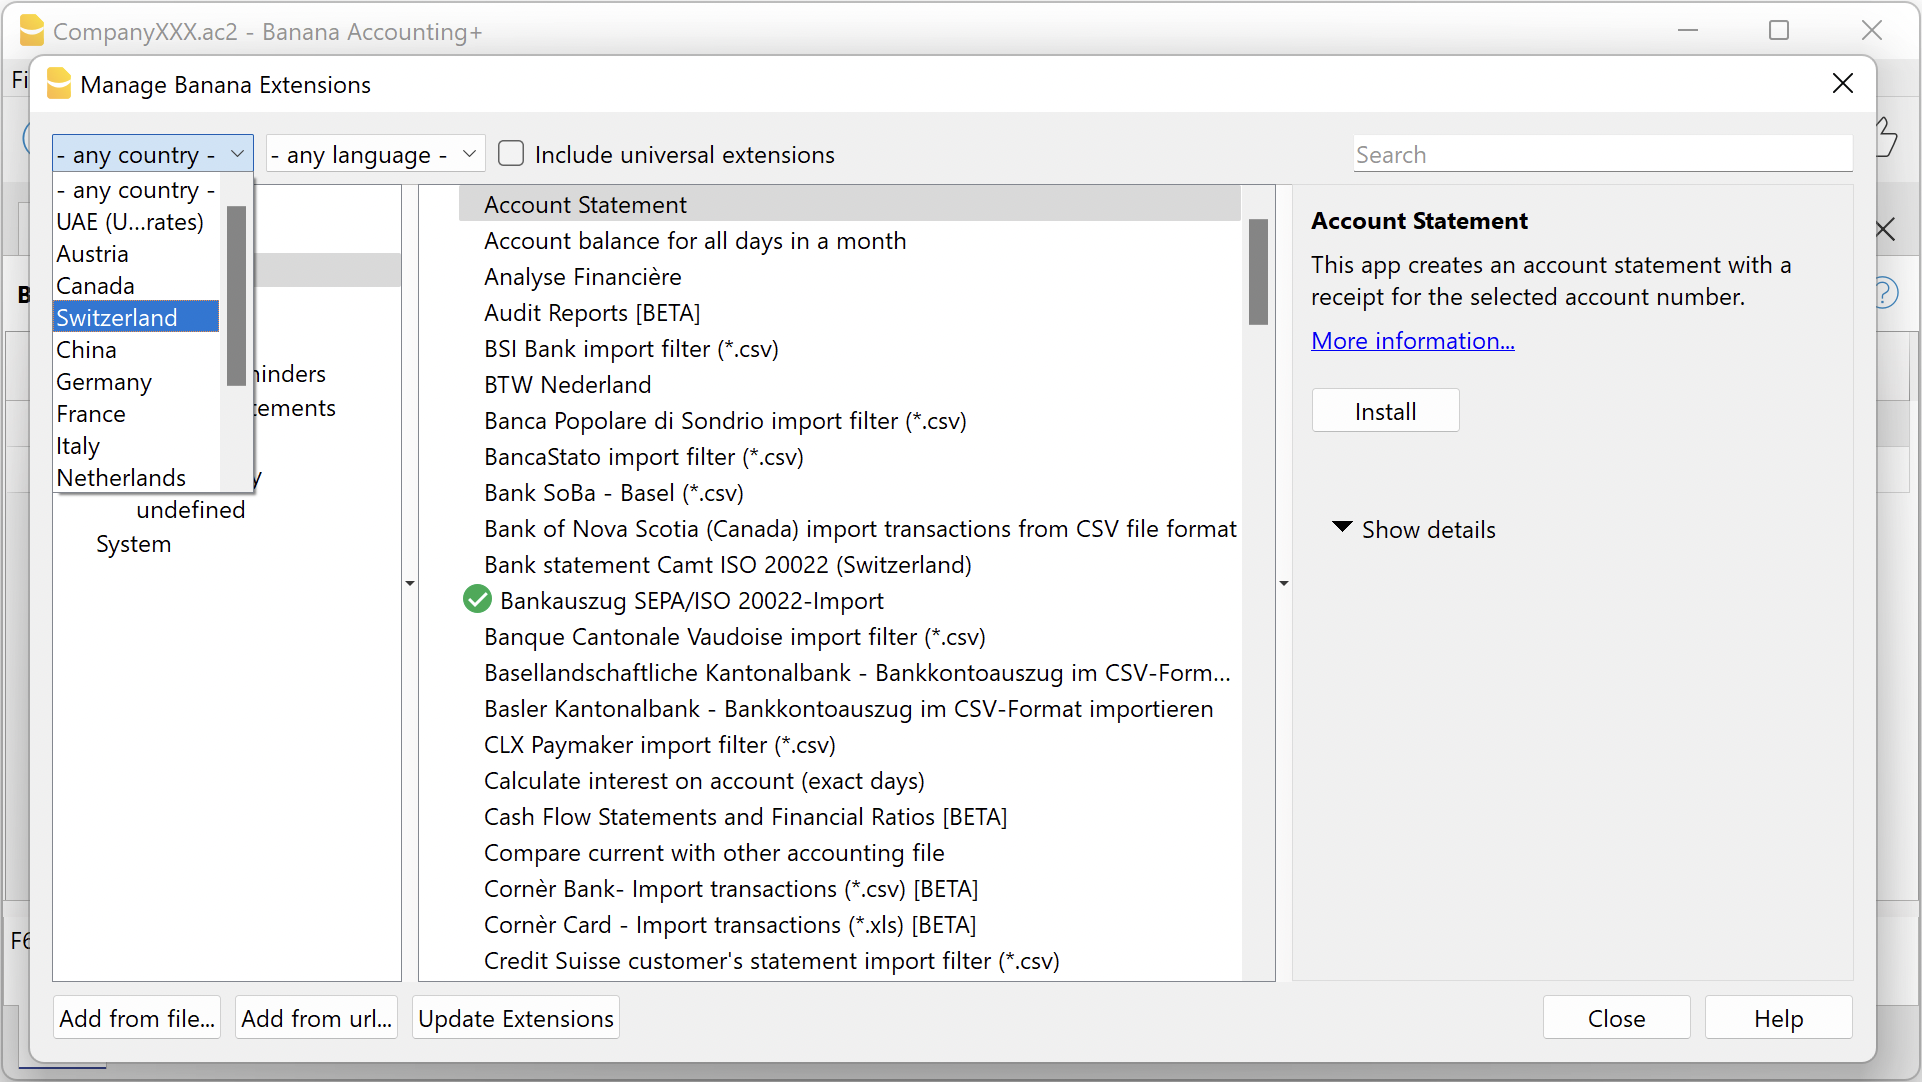 CompanyXXX.ac2 - Banana Accounting+
Fi
Manage Banana Extensions
- any country -
- any language -
Include universal extensions
Search
- any country -
UAE (U...rates)
Austria
Canada
Switzerland
China
Germany
France
Italy
Netherlands
inders
tements
y
undefined
System
Account Statement
Account balance for all days in a month
Analyse Financière
Audit Reports [BETA]
BSI Bank import filter (*.csv)
BTW Nederland
Banca Popolare di Sondrio import filter (*.csv)
BancaStato import filter (*.csv)
Bank SoBa - Basel (*.csv)
Bank of Nova Scotia (Canada) import transactions from CSV file format
Bank statement Camt ISO 20022 (Switzerland)
Bankauszug SEPA/ISO 20022-Import
Banque Cantonale Vaudoise import filter (*.csv)
Basellandschaftliche Kantonalbank - Bankkontoauszug im CSV-Form...
Basler Kantonalbank - Bankkontoauszug im CSV-Format importieren
CLX Paymaker import filter (*.csv)
Calculate interest on account (exact days)
Cash Flow Statements and Financial Ratios [BETA]
Compare current with other accounting file
Cornèr Bank- Import transactions (*.csv) [BETA]
Cornèr Card - Import transactions (*.xls) [BETA]
Credit Suisse customer's statement import filter (*.csv)
Account Statement
This app creates an account statement with a
receipt for the selected account number.
More information...
Install
Show details
B
?
F6
Add from file...
Add from url...
Update Extensions
Close
Help